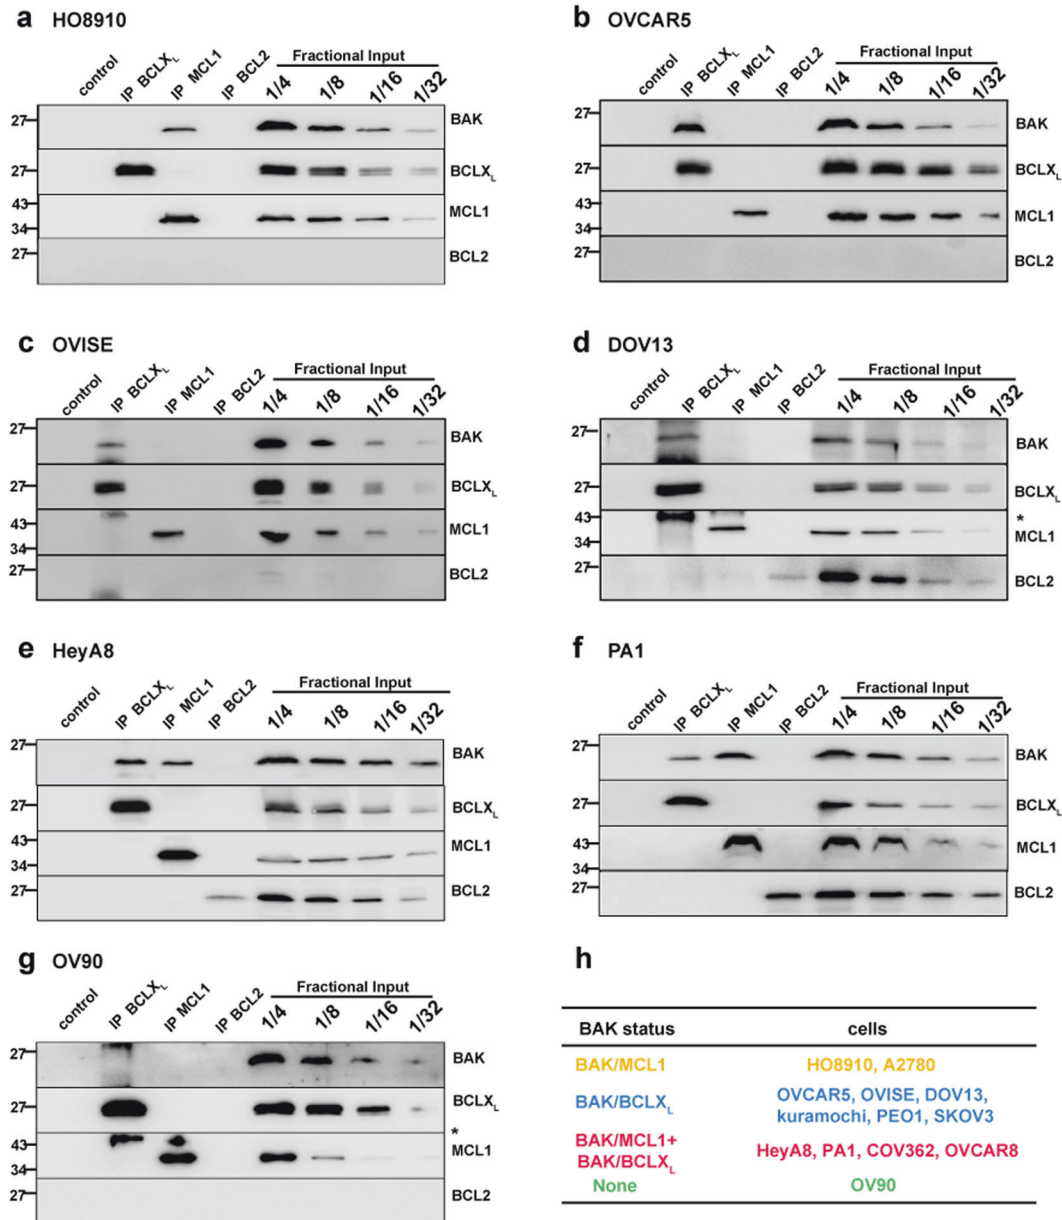 a HO8910
control IP BCLXL IP MCL1 IP BCL2 Fractional Input 1/4 1/8 1/16 1/32
27 BAK
27 BCLXL
43 MCL1
34
27 BCL2
b OVCAR5
control IP BCLXL IP MCL1 IP BCL2 Fractional Input 1/4 1/8 1/16 1/32
27 BAK
27 BCLXL
43 MCL1
34
27 BCL2
c OVISE
control IP BCLXL IP MCL1 IP BCL2 Fractional Input 1/4 1/8 1/16 1/32
27 BAK
27 BCLXL
43 MCL1
34
27 BCL2
d DOV13
control IP BCLXL IP MCL1 IP BCL2 Fractional Input 1/4 1/8 1/16 1/32
27 BAK
27 BCLXL
43 *
34 MCL1
27 BCL2
e HeyA8
control IP BCLXL IP MCL1 IP BCL2 Fractional Input 1/4 1/8 1/16 1/32
27 BAK
27 BCLXL
43 MCL1
34
27 BCL2
f PA1
control IP BCLXL IP MCL1 IP BCL2 Fractional Input 1/4 1/8 1/16 1/32
27 BAK
27 BCLXL
43 MCL1
34
27 BCL2
g OV90
control IP BCLXL IP MCL1 IP BCL2 Fractional Input 1/4 1/8 1/16 1/32
27 BAK
27 BCLXL
*
43 MCL1
34
27 BCL2
h
BAK status cells
BAK/MCL1 HO8910, A2780
BAK/BCLXL OVCAR5, OVISE, DOV13,
kuramochi, PEO1, SKOV3
BAK/MCL1+
BAK/BCLXL HeyA8, PA1, COV362, OVCAR8
None OV90